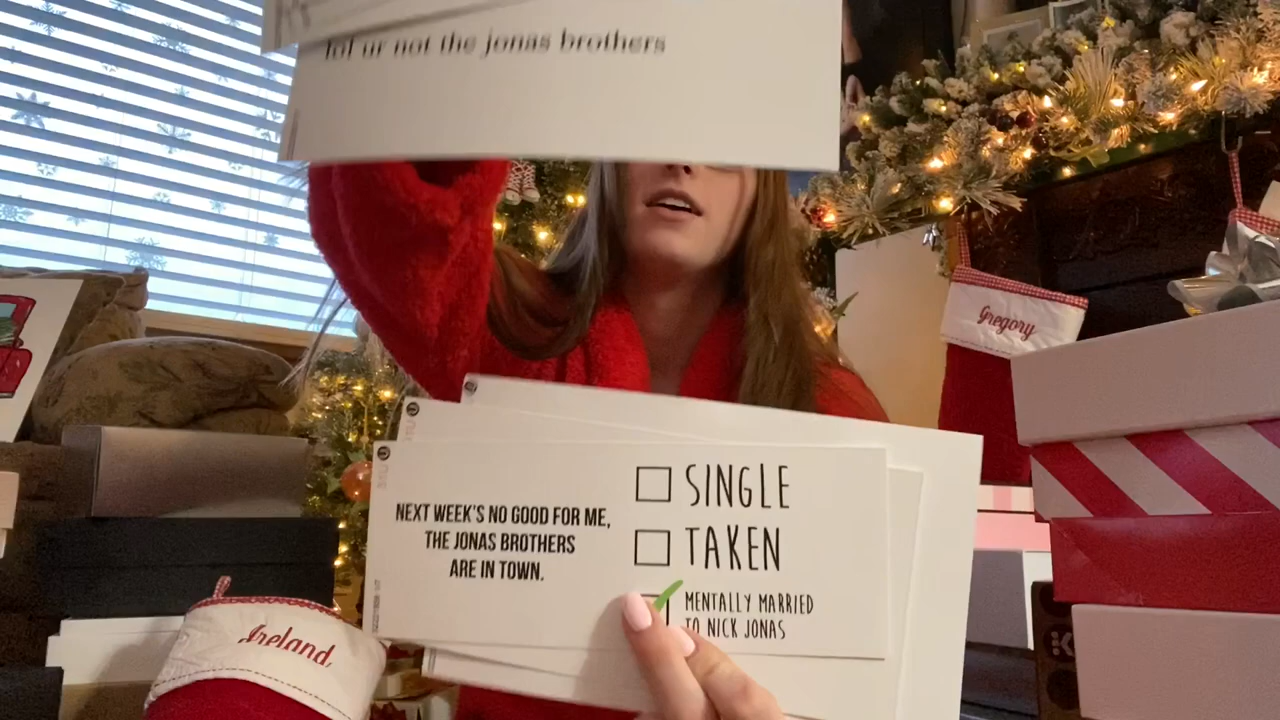 lol ur not the jonas brothers
NEXT WEEK'S NO GOOD FOR ME,
THE JONAS BROTHERS
ARE IN TOWN.
SINGLE
TAKEN
MENTALLY MARRIED
TO NICK JONAS
Gregory
Ireland